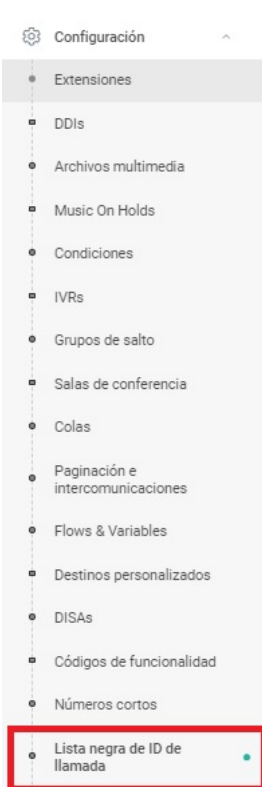 Configuración
Extensiones
DDIs
Archivos multimedia
Music On Holds
Condiciones
IVRs
Grupos de salto
Salas de conferencia
Colas
Paginación e
intercomunicaciones
Flows & Variables
Destinos personalizados
DISAs
Códigos de funcionalidad
Números cortos
Lista negra de ID de
llamada